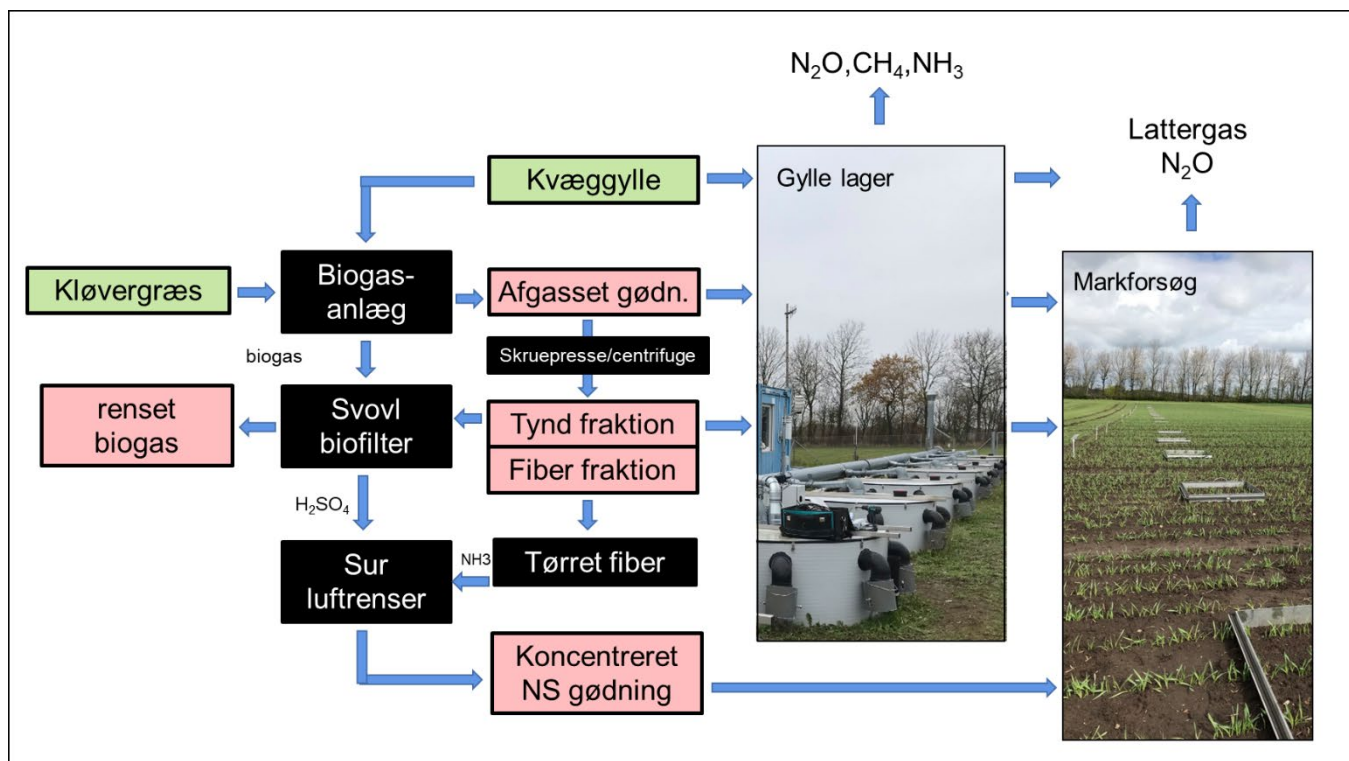 N₂O,CH₄,NH₃
Lattergas
N₂O
Kvæggylle
Gylle lager
Kløvergræs
Biogas-
anlæg
Afgasset gødn.
Markforsøg
biogas
Skruepresse/centrifuge
renset
biogas
Svovl
biofilter
Tynd fraktion
Fiber fraktion
H₂SO₄
Sur
luftrenser
NH3
Tørret fiber
Koncentreret
NS gødning